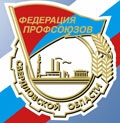 ФЕДЕРАЦИЯ
ПРОФСОЮЗОВ
СВЕРДЛОВСКОЙ ОБЛАСТИ